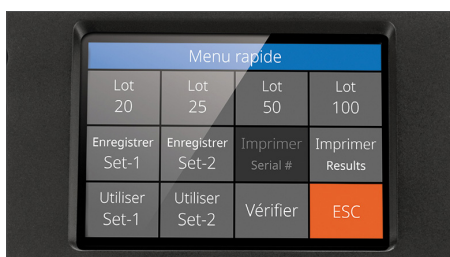 Menu rapide
Lot
20
Lot
25
Lot
50
Lot
100
Enregistrer
Set-1
Enregistrer
Set-2
Imprimer
Serial #
Imprimer
Results
Utiliser
Set-1
Utiliser
Set-2
Vérifier
ESC